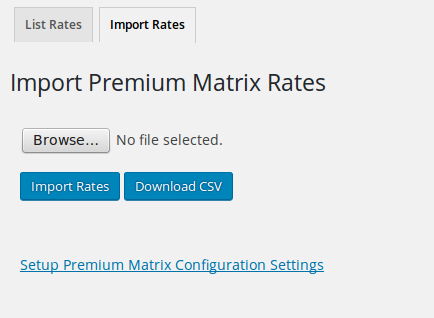 List Rates Import Rates
Import Premium Matrix Rates
Browse... No file selected.
Import Rates Download CSV
Setup Premium Matrix Configuration Settings